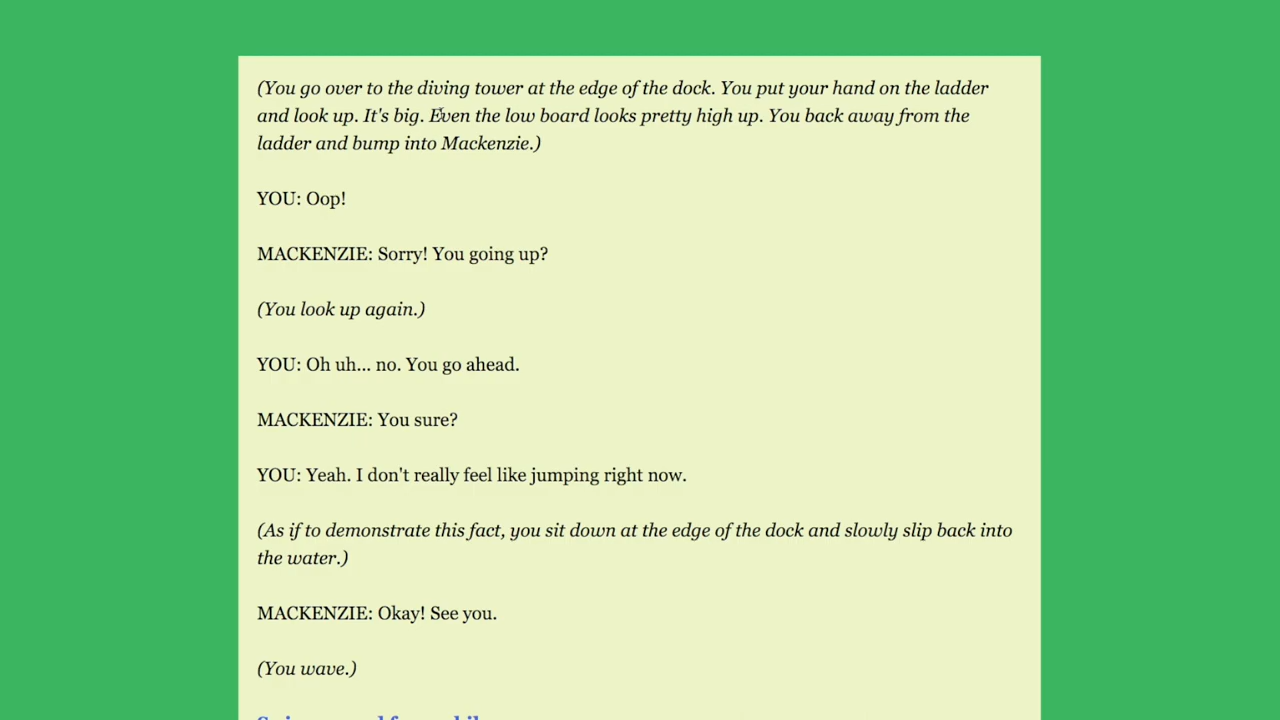 (You go over to the diving tower at the edge of the dock. You put your hand on the ladder
and look up. It's big. Even the low board looks pretty high up. You back away from the
ladder and bump into Mackenzie.)
YOU: Oop!
MACKENZIE: Sorry! You going up?
(You look up again.)
YOU: Oh uh... no. You go ahead.
MACKENZIE: You sure?
YOU: Yeah. I don't really feel like jumping right now.
(As if to demonstrate this fact, you sit down at the edge of the dock and slowly slip back into
the water.)
MACKENZIE: Okay! See you.
(You wave.)